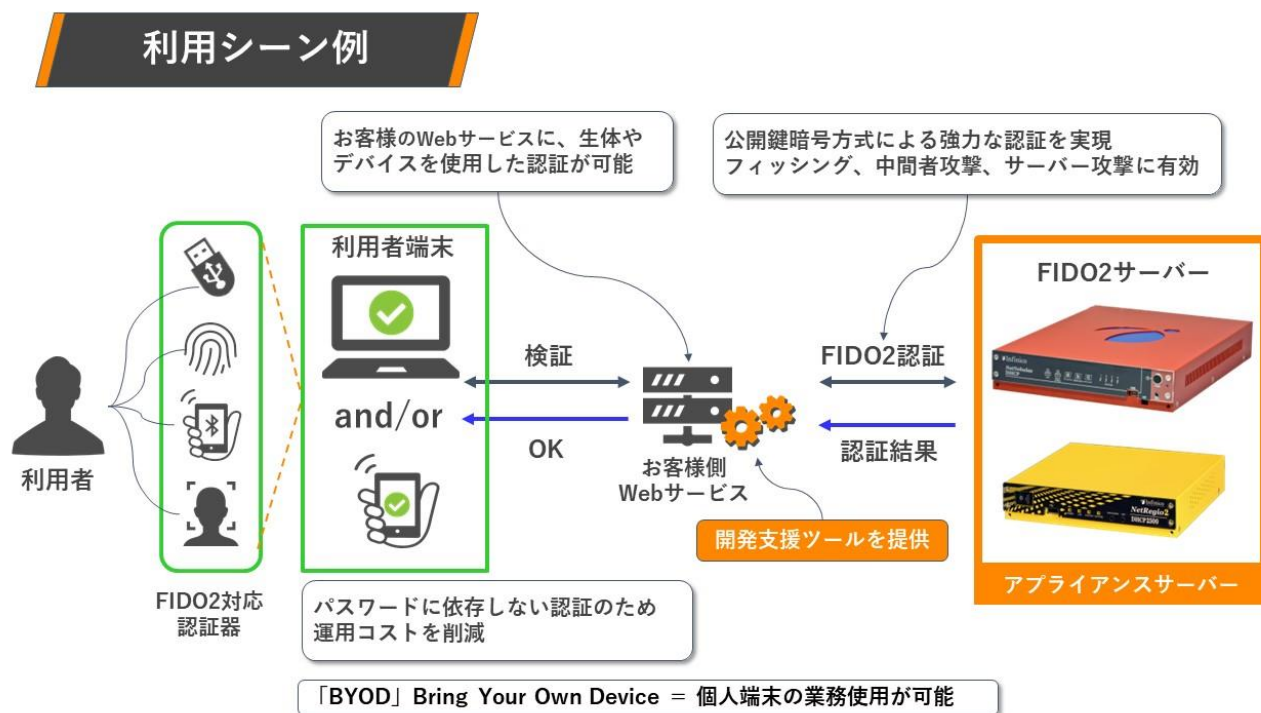 利用シーン例
お客様のWebサービスに、生体や
デバイスを使用した認証が可能
公開鍵暗号方式による強力な認証を実現
フィッシング、中間者攻撃、サーバー攻撃に有効
利用者
FIDO2対応
認証器
利用者端末
and/or
検証
OK
お客様側
Webサービス
開発支援ツールを提供
FIDO2認証
認証結果
FIDO2サーバー
Infinico
NetNebulas
DHCP
Infinico
NetRegio2
アプライアンスサーバー
パスワードに依存しない認証のため
運用コストを削減
「BYOD」Bring Your Own Device = 個人端末の業務使用が可能